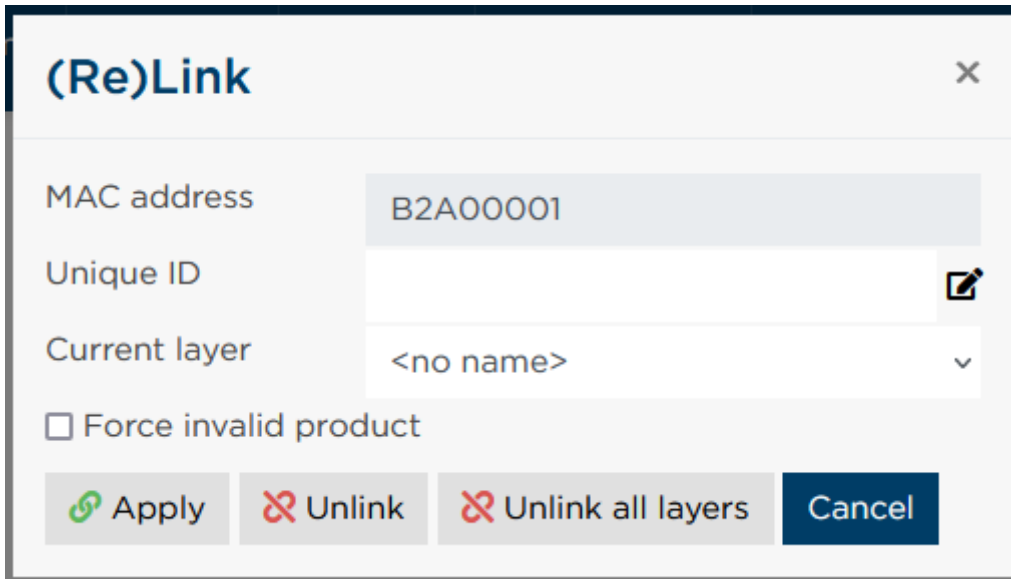 (Re)Link
MAC address B2A00001
Unique ID
Current layer <no name>
Force invalid product
Apply Unlink Unlink all layers Cancel